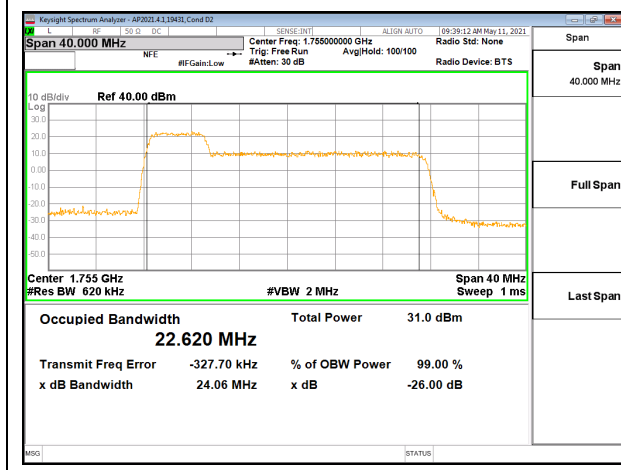 Keysight Spectrum Analyzer - AP2021.4.1,19431, Cond D2
L RF 50 Ω DC SENSE:INT ALIGN AUTO 09:39:12 AM May 11, 2021
Span 40.000 MHz
NFE
#IFGain:Low
Center Freq: 1.755000000 GHz
Trig: Free Run Avg|Hold: 100/100
#Atten: 30 dB
Radio Std: None
Radio Device: BTS
Span
Span
40.000 MHz
Full Span
Last Span
10 dB/div Ref 40.00 dBm
Log
30.0
20.0
10.0
0.00
-10.0
-20.0
-30.0
-40.0
-50.0
Center 1.755 GHz Span 40 MHz
#Res BW 620 kHz #VBW 2 MHz Sweep 1 ms
Occupied Bandwidth Total Power 31.0 dBm
22.620 MHz
Transmit Freq Error -327.70 kHz % of OBW Power 99.00 %
x dB Bandwidth 24.06 MHz x dB -26.00 dB
MSG STATUS